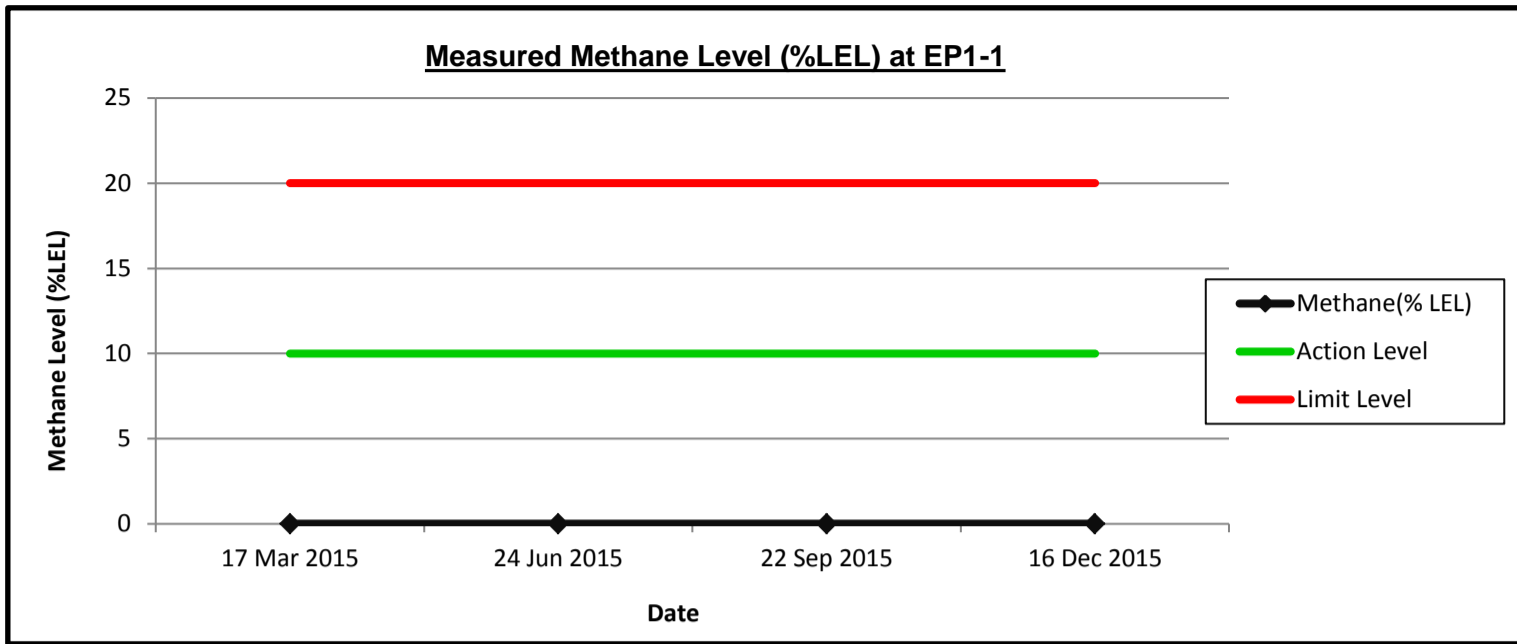 Measured Methane Level (%LEL) at EP1-1
25
20
15
10
5
0
Methane Level (%LEL)
17 Mar 2015
24 Jun 2015
22 Sep 2015
16 Dec 2015
Date
Methane(% LEL)
Action Level
Limit Level